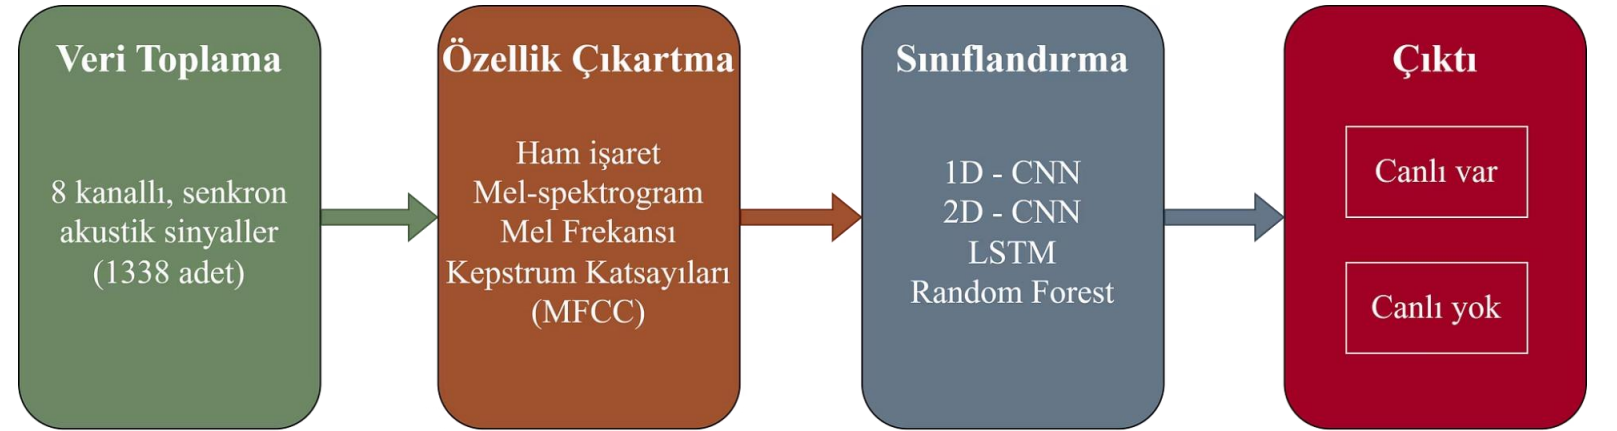 Veri Toplama
8 kanallı, senkron
akustik sinyaller
(1338 adet)
Özellik Çıkartma
Ham işaret
Mel-spektrogram
Mel Frekansı
Kepstrum Katsayıları
(MFCC)
Sınıflandırma
1D - CNN
2D - CNN
LSTM
Random Forest
Çıktı
Canlı var
Canlı yok